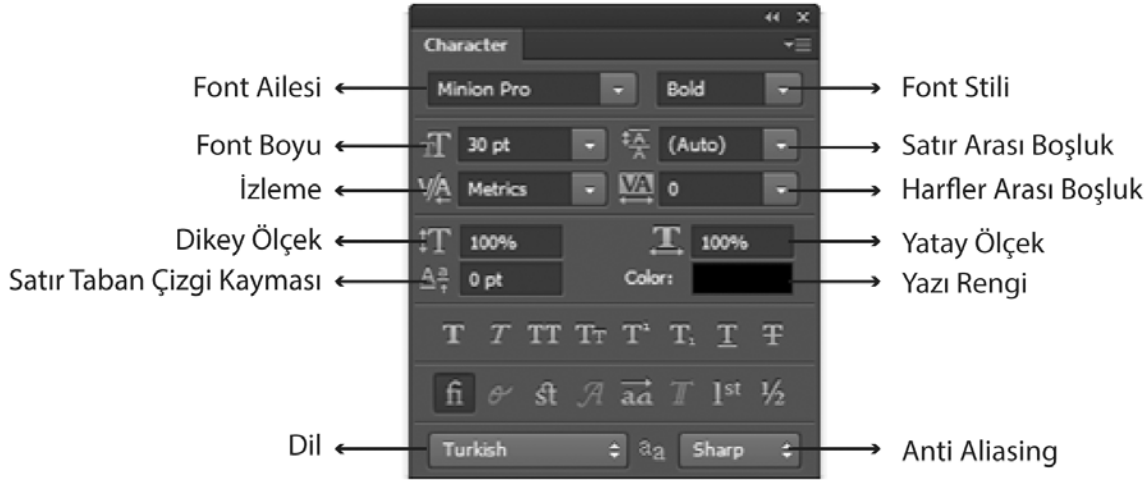 Character
Font Ailesi Minion Pro Bold Font Stili
Font Boyu 30 pt (Auto) Satır Arası Boşluk
İzleme Metrics 0 Harfler Arası Boşluk
Dikey Ölçek 100% 100% Yatay Ölçek
Satır Taban Çizgi Kayması 0 pt Color: Yazı Rengi
T T TT Tt T¹ T₁ T T
fi o st A aa T 1st ½
Dil Turkish aa Sharp Anti Aliasing